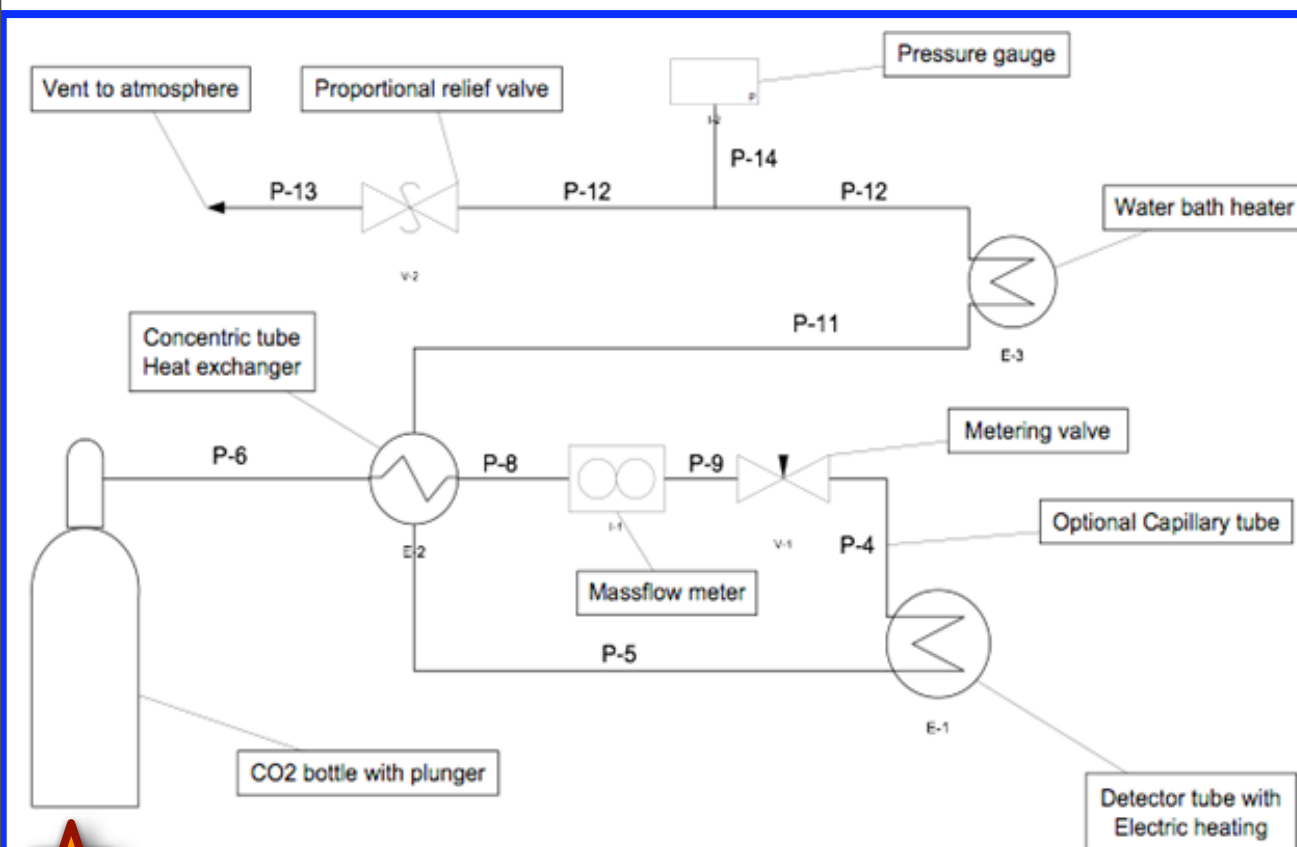 Pressure gauge
Vent to atmosphere
Proportional relief valve
P
I-2
P-14
P-13
P-12
P-12
Water bath heater
V-2
P-11
Concentric tube
Heat exchanger
E-3
Metering valve
P-6
P-8
P-9
Optional Capillary tube
I-1
E-2
V-1
P-4
Massflow meter
P-5
E-1
CO2 bottle with plunger
Detector tube with
Electric heating